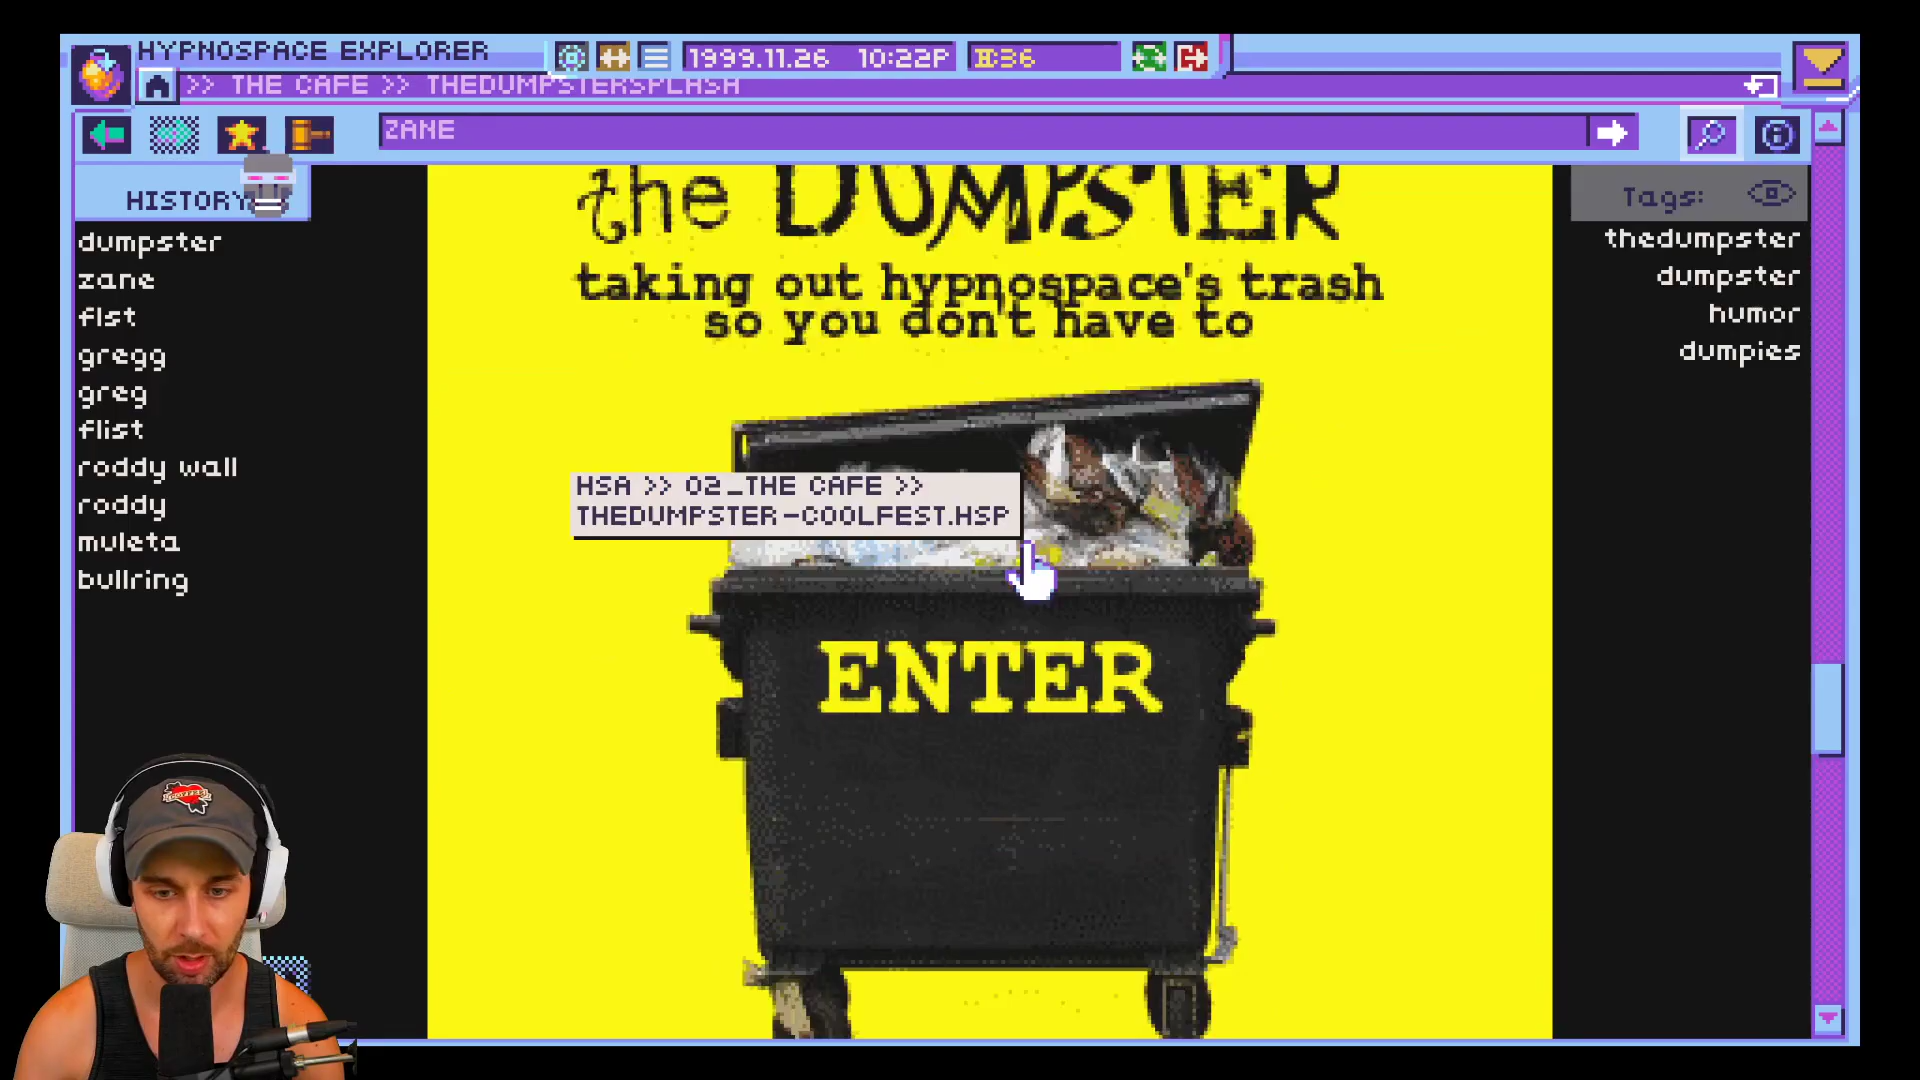 HYPNOSPACE EXPLORER
1999.11.26 10:22P
36
>> THE CAFE >> THEDUMPSTERSPLASH
ZANE
HISTORY
dumpster
zane
flst
gregg
greg
flist
roddy wall
roddy
muleta
bullring
the DUMPSTER
taking out hypnospace's trash
so you don't have to
HSA >> 02_THE CAFE >>
THEDUMPSTER-COOLFEST.HSP
ENTER
Tags:
thedumpster
dumpster
humor
dumpies